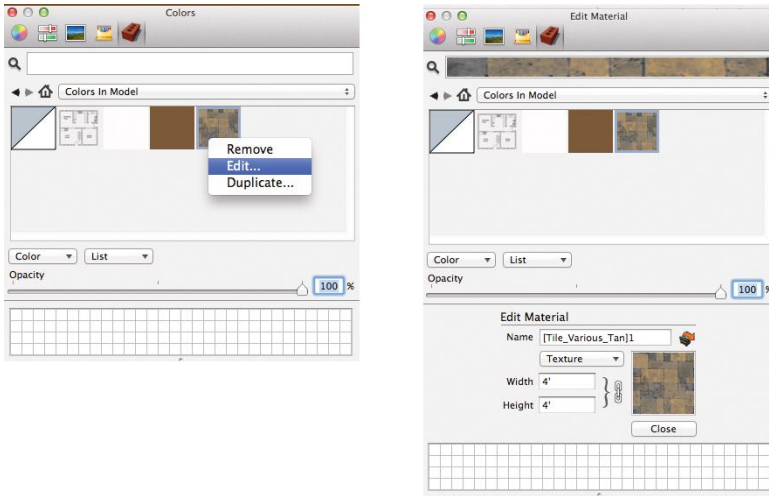 Colors
Colors In Model
Remove
Edit...
Duplicate...
Color
List
Opacity
100 %
Edit Material
Colors In Model
Color
List
Opacity
100 %
Edit Material
Name [Tile_Various_Tan]1
Texture
Width 4'
Height 4'
Close